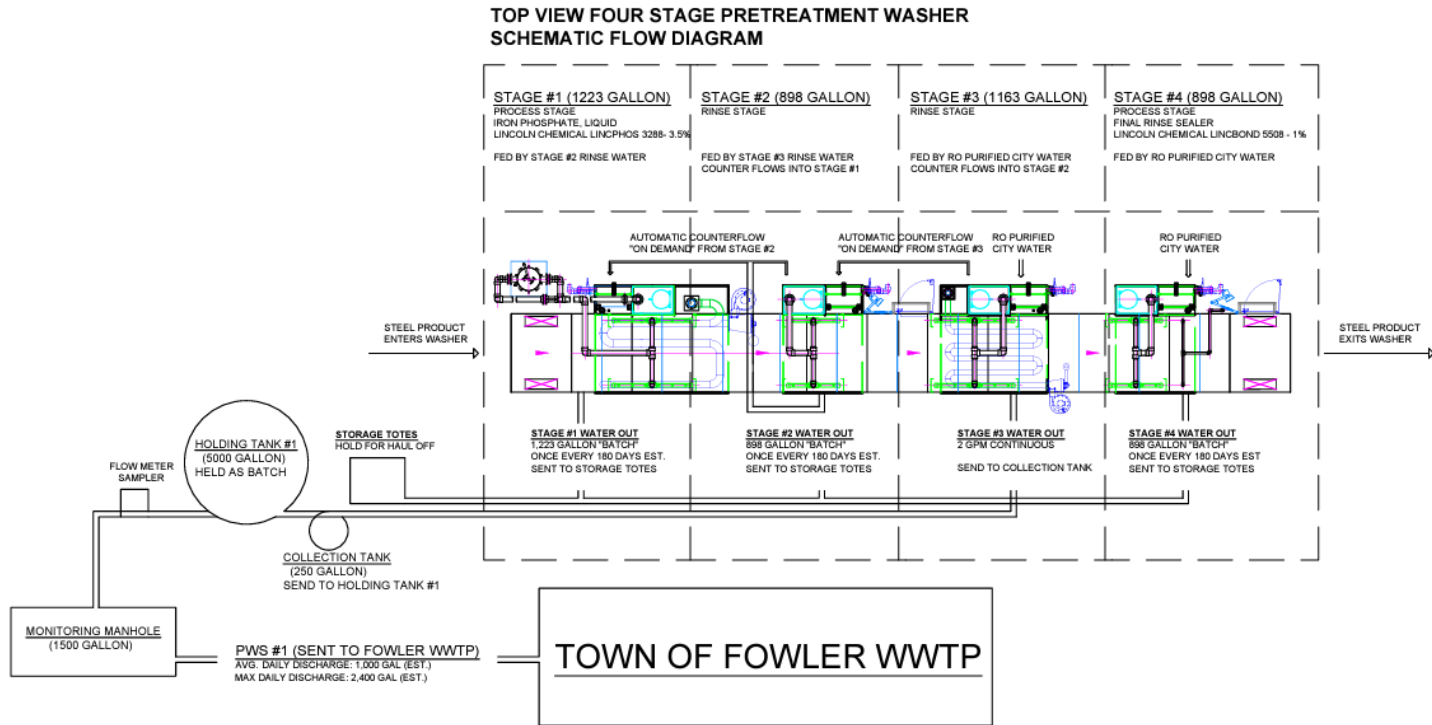 TOP VIEW FOUR STAGE PRETREATMENT WASHER
SCHEMATIC FLOW DIAGRAM
STAGE #1 (1223 GALLON)
PROCESS STAGE
IRON PHOSPHATE, LIQUID
LINCOLN CHEMICAL LINCPHOS 3288- 3.5%
FED BY STAGE #2 RINSE WATER
STAGE #2 (898 GALLON)
RINSE STAGE
FED BY STAGE #3 RINSE WATER
COUNTER FLOWS INTO STAGE #1
STAGE #3 (1163 GALLON)
RINSE STAGE
FED BY RO PURIFIED CITY WATER
COUNTER FLOWS INTO STAGE #2
STAGE #4 (898 GALLON)
PROCESS STAGE
FINAL RINSE SEALER
LINCOLN CHEMICAL LINCBOND 5508 - 1%
FED BY RO PURIFIED CITY WATER
AUTOMATIC COUNTERFLOW
"ON DEMAND" FROM STAGE #2
AUTOMATIC COUNTERFLOW
"ON DEMAND" FROM STAGE #3
RO PURIFIED
CITY WATER
RO PURIFIED
CITY WATER
STEEL PRODUCT
ENTERS WASHER
STEEL PRODUCT
EXITS WASHER
STAGE #1 WATER OUT
1,223 GALLON "BATCH"
ONCE EVERY 180 DAYS EST.
SENT TO STORAGE TOTES
STAGE #2 WATER OUT
898 GALLON "BATCH"
ONCE EVERY 180 DAYS EST.
SENT TO STORAGE TOTES
STAGE #3 WATER OUT
2 GPM CONTINUOUS
SEND TO COLLECTION TANK
STAGE #4 WATER OUT
898 GALLON "BATCH"
ONCE EVERY 180 DAYS EST
SENT TO STORAGE TOTES
STORAGE TOTES
HOLD FOR HAUL OFF
HOLDING TANK #1
(5000 GALLON)
HELD AS BATCH
FLOW METER
SAMPLER
COLLECTION TANK
(250 GALLON)
SEND TO HOLDING TANK #1
MONITORING MANHOLE
(1500 GALLON)
PWS #1 (SENT TO FOWLER WWTP)
AVG. DAILY DISCHARGE: 1,000 GAL (EST.)
MAX DAILY DISCHARGE: 2,400 GAL (EST.)
TOWN OF FOWLER WWTP